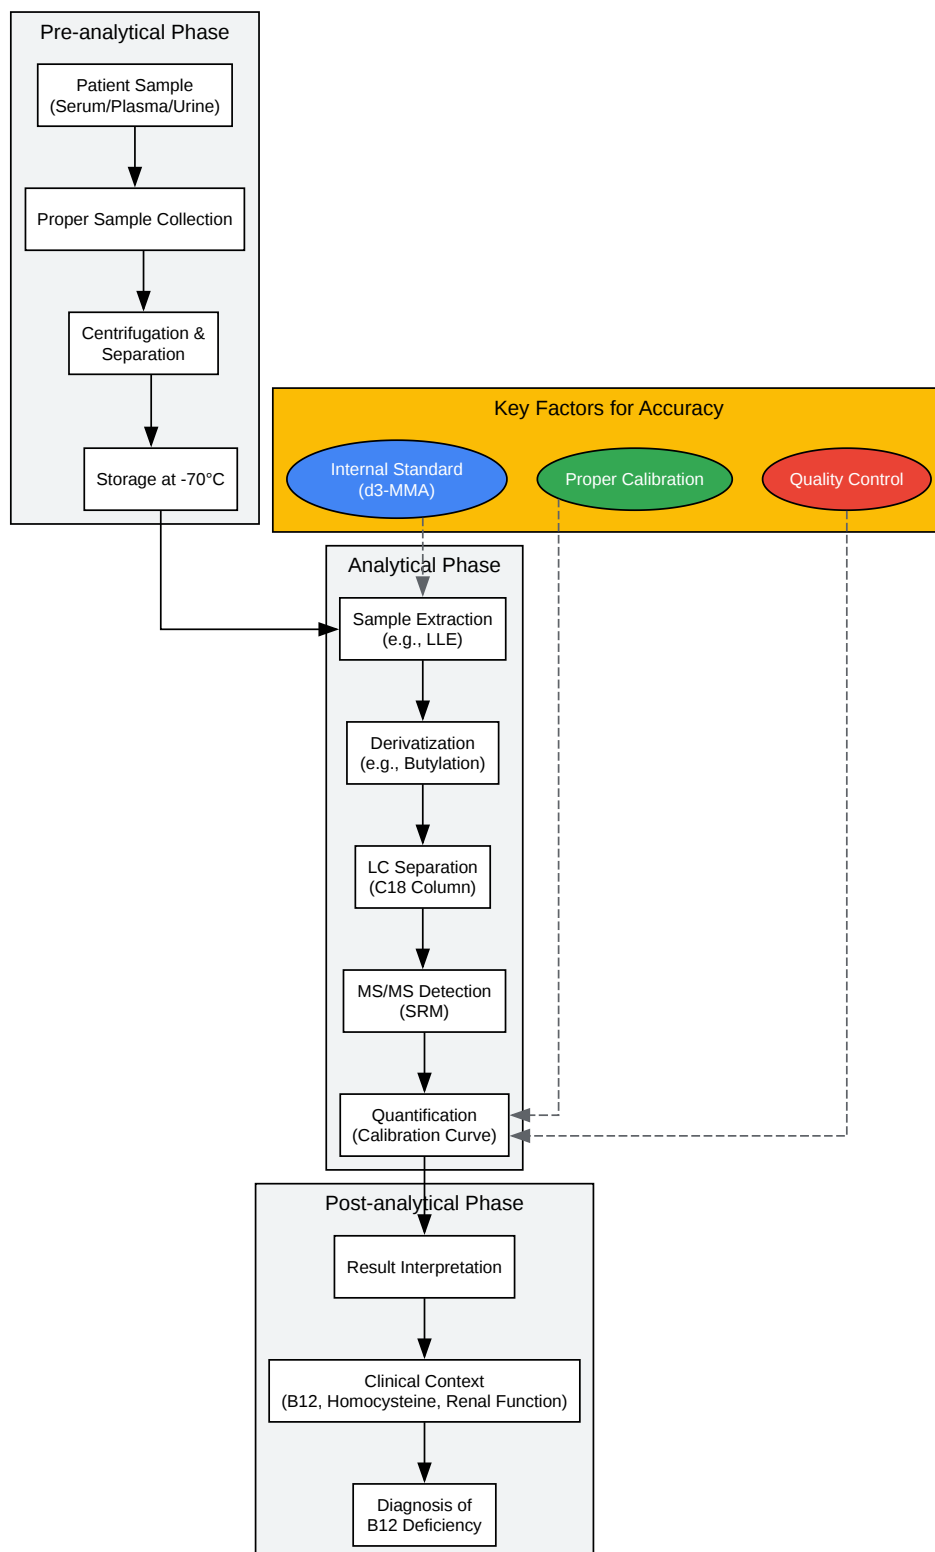 Pre-analytical Phase
Patient Sample
(Serum/Plasma/Urine)
Proper Sample Collection
Centrifugation &
Separation
Storage at -70°C
Key Factors for Accuracy
Internal Standard
(d3-MMA)
Proper Calibration
Quality Control
Analytical Phase
Sample Extraction
(e.g., LLE)
Derivatization
(e.g., Butylation)
LC Separation
(C18 Column)
MS/MS Detection
(SRM)
Quantification
(Calibration Curve)
Post-analytical Phase
Result Interpretation
Clinical Context
(B12, Homocysteine, Renal Function)
Diagnosis of
B12 Deficiency